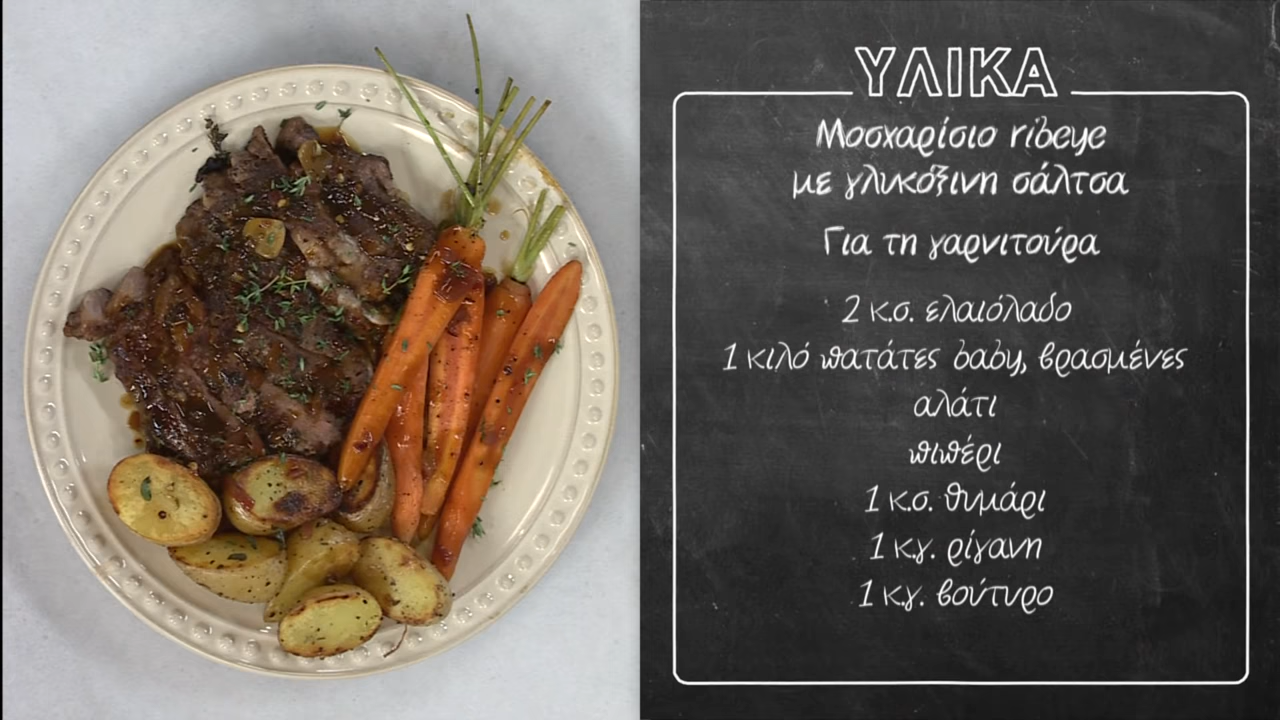 ΥΛΙΚΑ
Μοσχαρίσιο ribeye
με γλυκόξινη σάλτσα
Για τη γαρνιτούρα
2 κ.σ. ελαιόλαδο
1 κιλό πατάτες baby, βρασμένες
αλάτι
πιπέρι
1 κ.σ. θυμάρι
1 κ.γ. ρίγανη
1 κ.γ. βούτυρο